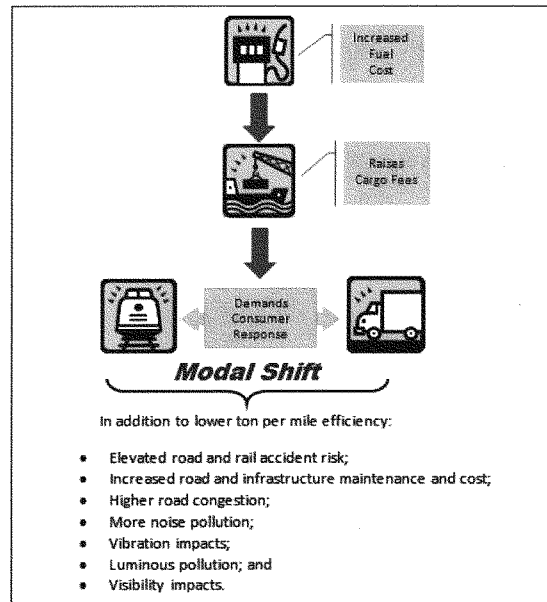 Increased
Fuel
Cost
Raises
Cargo Fees
Demands
Consumer
Response
Modal Shift
In addition to lower ton per mile efficiency:
• Elevated road and rail accident risk;
• Increased road and infrastructure maintenance and cost;
• Higher road congestion;
• More noise pollution;
• Vibration impacts;
• Luminous pollution; and
• Visibility impacts.